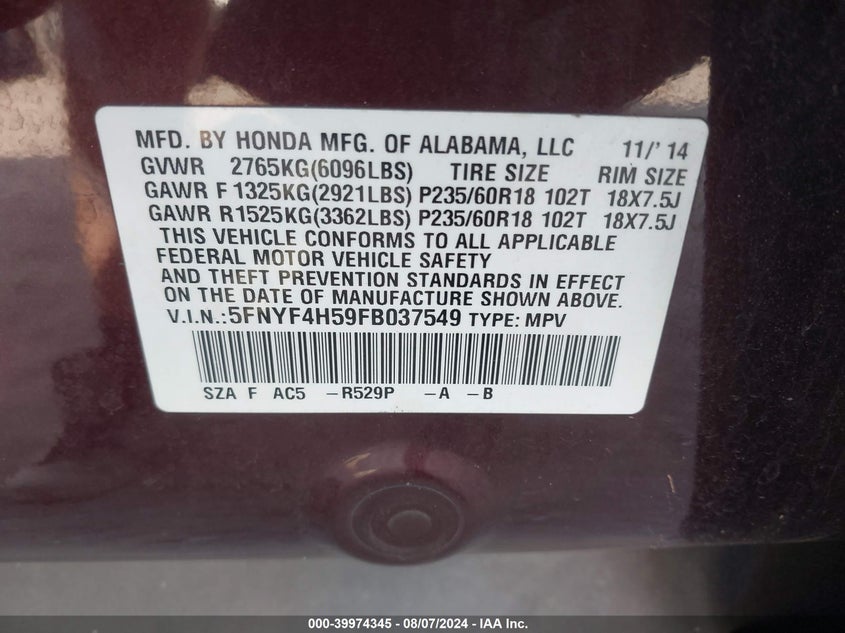 MFD. BY HONDA MFG. OF ALABAMA, LLC 11/'14
GVWR 2765KG(6096LBS) TIRE SIZE RIM SIZE
GAWR F 1325KG(2921LBS) P235/60R18 102T 18X7.5J
GAWR R1525KG(3362LBS) P235/60R18 102T 18X7.5J
THIS VEHICLE CONFORMS TO ALL APPLICABLE
FEDERAL MOTOR VEHICLE SAFETY
AND THEFT PREVENTION STANDARDS IN EFFECT
ON THE DATE OF MANUFACTURE SHOWN ABOVE.
V.I.N.:5FNYF4H59FB037549 TYPE: MPV
SZA F AC5 -R529P -A -B
000-39974345 - 08/07/2024 - IAA Inc.